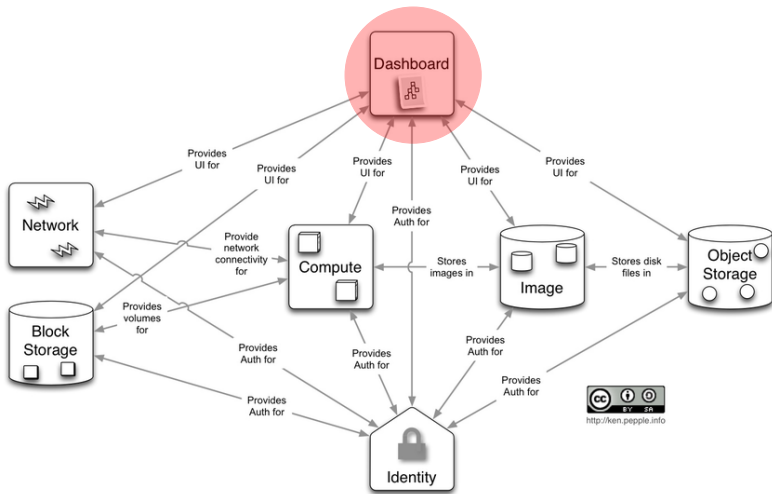 Dashboard
Provides
UI for
Provides
UI for
Provides
UI for
Provides
UI for
Provides
UI for
Provides
Auth for
Network
Provide
network
connectivity
for
Compute
Stores
images in
Image
Stores disk
files in
Object
Storage
Provides
volumes
for
Block
Storage
Provides
Auth for
Provides
Auth for
Provides
Auth for
Provides
Auth for
Provides
Auth for
Identity
cc
BY SA
http://ken.pepple.info